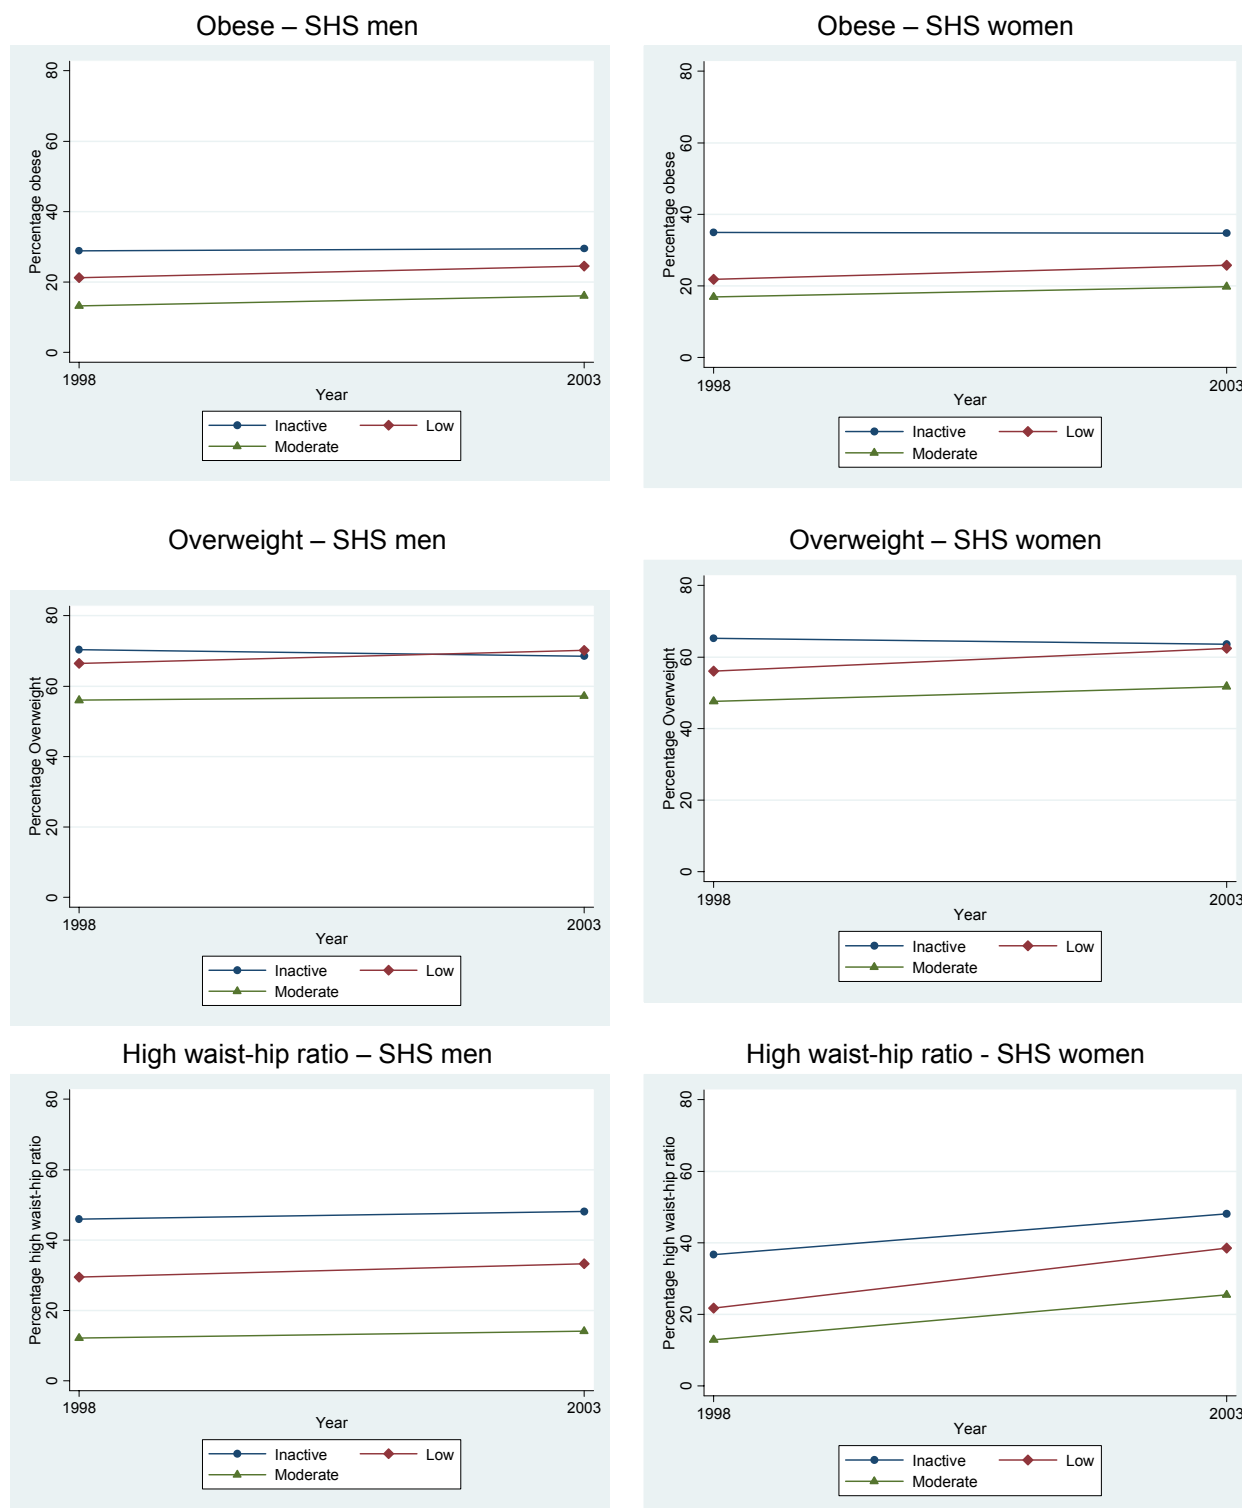 Obese – SHS men
Percentage obese
80
60
40
20
0
1998
2003
Year
Inactive
Low
Moderate
Obese – SHS women
Percentage obese
80
60
40
20
0
1998
2003
Year
Inactive
Low
Moderate
Overweight – SHS men
Percentage Overweight
80
60
40
20
0
1998
2003
Year
Inactive
Low
Moderate
Overweight – SHS women
Percentage Overweight
80
60
40
20
0
1998
2003
Year
Inactive
Low
Moderate
High waist-hip ratio – SHS men
Percentage high waist-hip ratio
80
60
40
20
0
1998
2003
Year
Inactive
Low
Moderate
High waist-hip ratio - SHS women
Percentage high waist-hip ratio
80
60
40
20
0
1998
2003
Year
Inactive
Low
Moderate